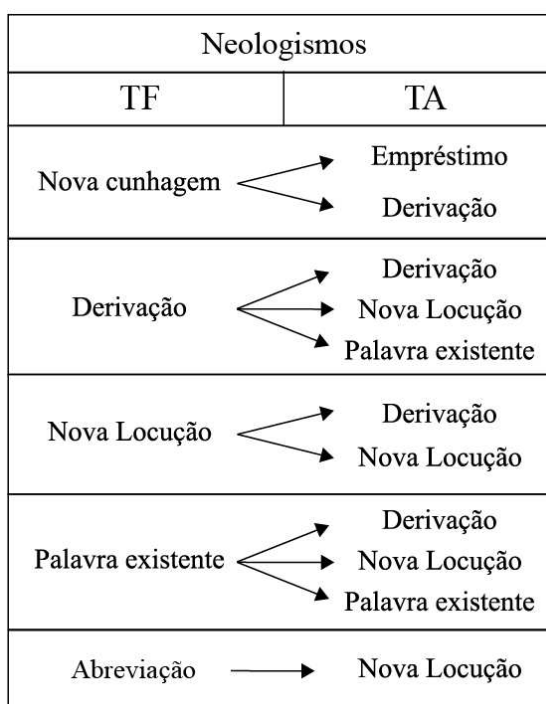 Neologismos
TF TA
Nova cunhagem
Empréstimo
Derivação
Derivação
Derivação
Nova Locução
Palavra existente
Nova Locução
Derivação
Nova Locução
Palavra existente
Derivação
Nova Locução
Palavra existente
Abreviação Nova Locução